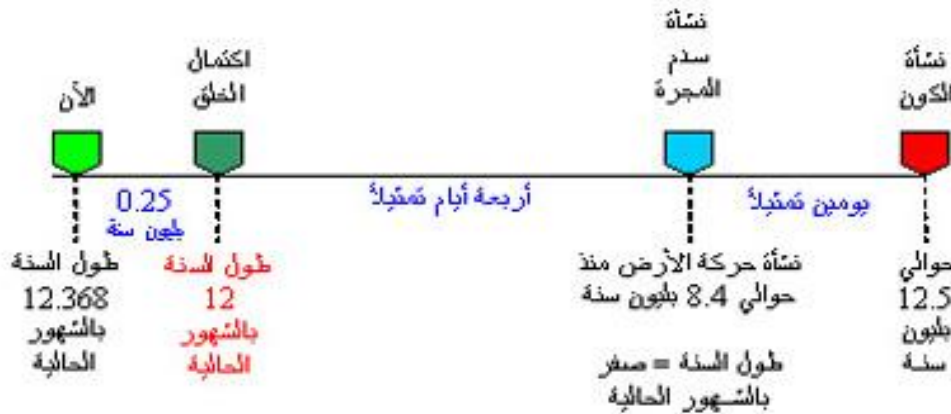 نشأة
الكون
نشأة
سدم
المجرة
اكتمال
الخلق
الآن
يومين تمثيلاً
أربعة أيام تمثيلاً
0.25
بليون سنة
حوالي
12.5
بليون
سنة
نشأة حركة الأرض منذ
حوالي 8.4 بليون سنة
طول السنة = صفر
بالشهور الحالية
طول السنة
12
بالشهور
الحالية
طول السنة
12.368
بالشهور
الحالية